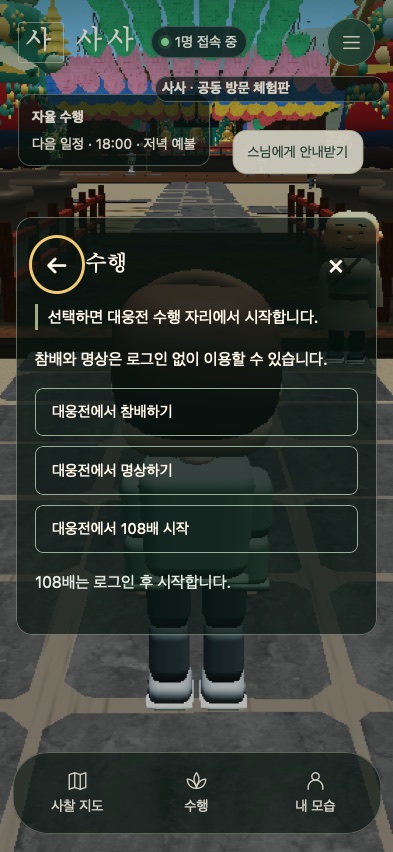 사 사사
1명 접속 중
사사 · 공동 방문 체험판
자율 수행
다음 일정 · 18:00 · 저녁 예불
스님에게 안내받기
수행
선택하면 대웅전 수행 자리에서 시작합니다.
참배와 명상은 로그인 없이 이용할 수 있습니다.
대웅전에서 참배하기
대웅전에서 명상하기
대웅전에서 108배 시작
108배는 로그인 후 시작합니다.
사찰 지도
수행
내 모습